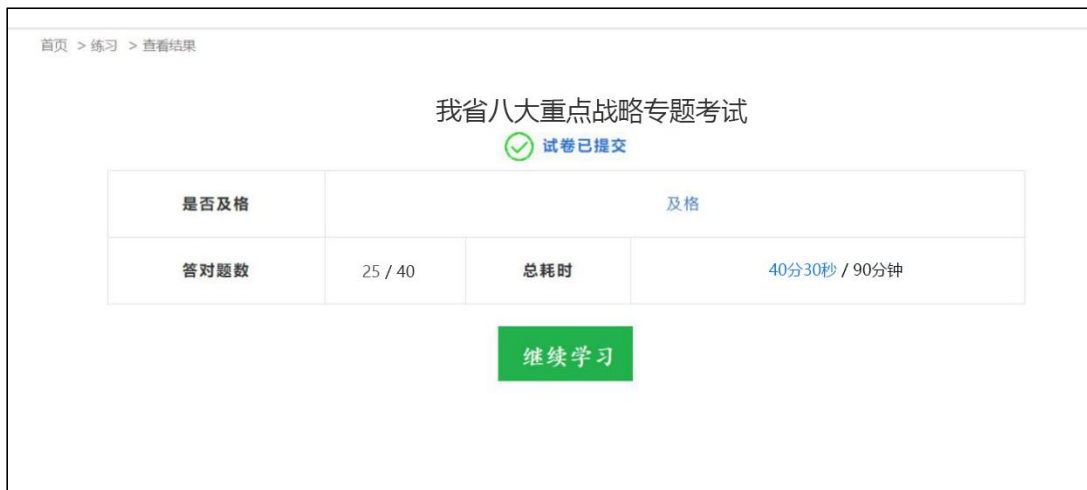 首页 > 练习 > 查看结果
我省八大重点战略专题考试
试卷已提交
是否及格 及格
答对题数 25 / 40 总耗时 40分30秒 / 90分钟
继续学习